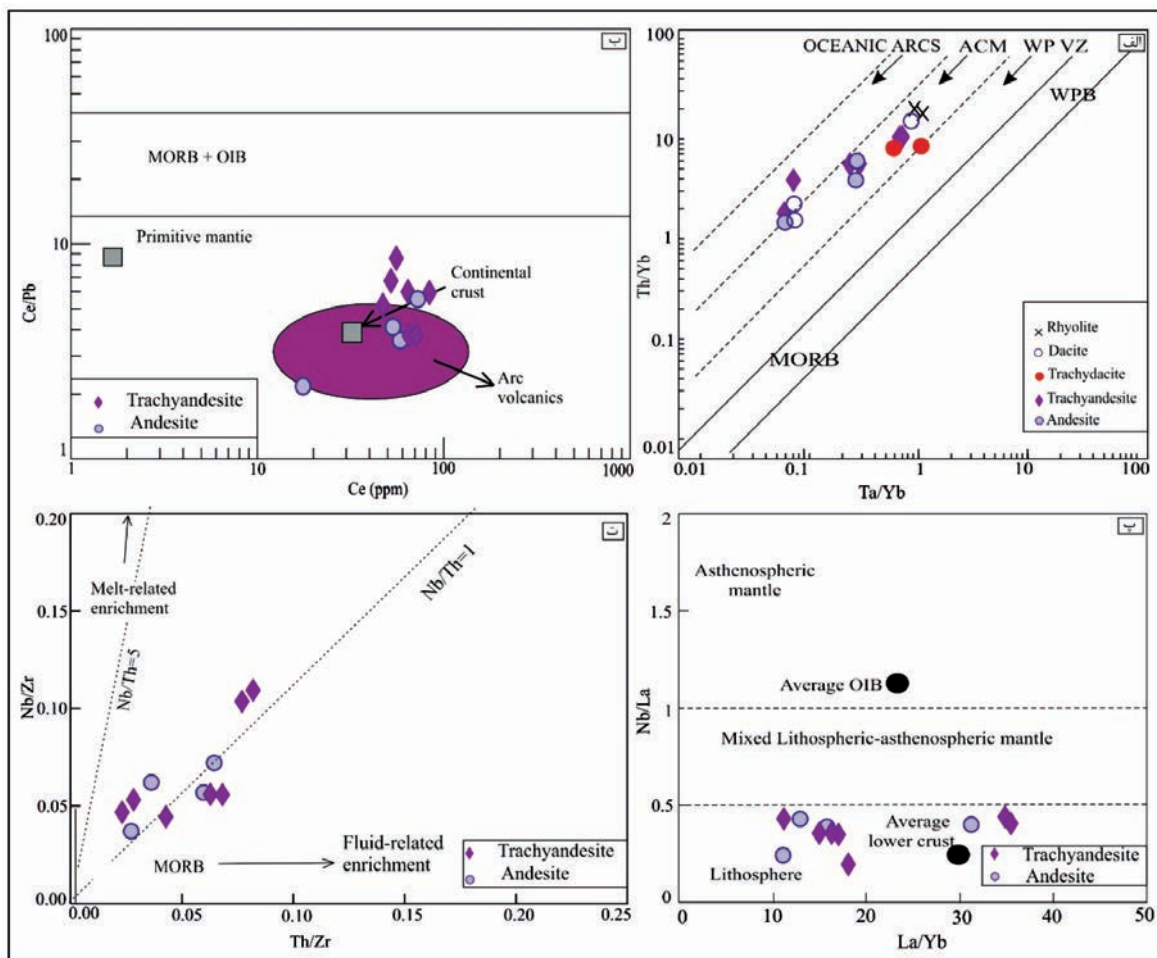 ب
100
10
1
Ce/Pb
MORB + OIB
Primitive mantie
Continental
crust
Arc
volcanics
Trachyandesite
Andesite
1
10
100
1000
Ce (ppm)
الف
100
10
1
0.1
0.01
Th/Yb
OCEANIC ARCS
ACM
WP VZ
WPB
MORB
Rhyolite
Dacite
Trachydacite
Trachyandesite
Andesite
0.01
0.1
1
10
100
Ta/Yb
ت
0.20
0.15
0.10
0.05
0.00
Nb/Zr
Melt-related
enrichment
Nb/Th=5
Nb/Th=1
MORB
Fluid-related
enrichment
Trachyandesite
Andesite
0.00
0.05
0.10
0.15
0.20
0.25
Th/Zr
پ
2
1.5
1
0.5
0
Nb/La
Asthenospheric
mantle
Average OIB
Mixed Lithospheric-asthenospheric mantle
Average
lower crust
Lithosphere
Trachyandesite
Andesite
0
10
20
30
40
50
La/Yb